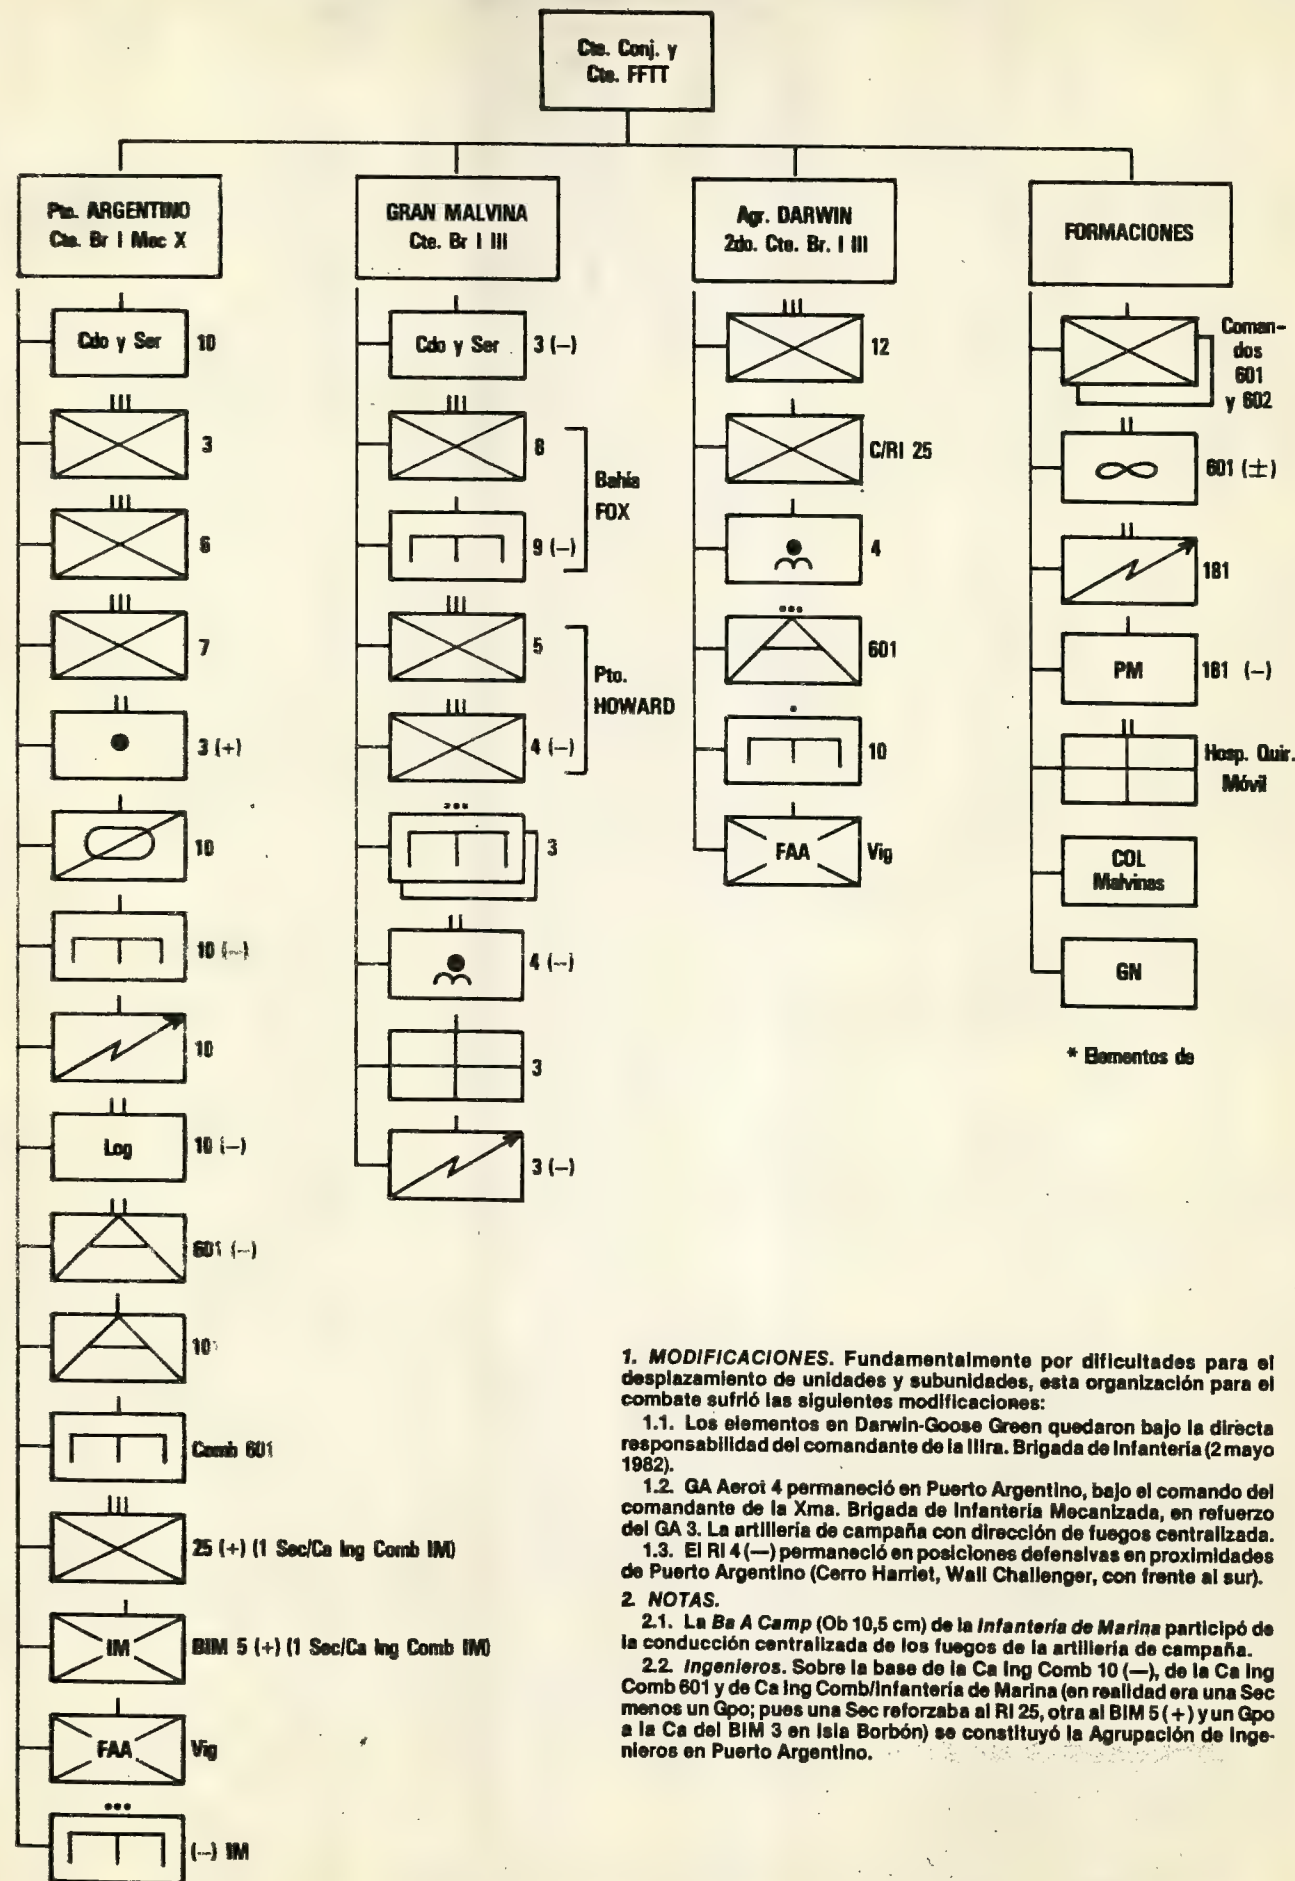 Cte. Conj. y
Cte. FFTT
Pto. ARGENTINO
Cte. Br I Mec X
Cdo y Ser
10
3
6
7
3 (+)
10
10 (—)
10
Log
10 (—)
601 (—)
10
Comb 601
25 (+) (1 Sec/Ca Ing Comb IM)
IM
BIM 5 (+) (1 Sec/Ca Ing Comb IM)
FAA
Vig
(—) IM
GRAN MALVINA
Cte. Br I III
Cdo y Ser
3 (—)
8
9 (—)
Bahía
FOX
5
4 (—)
Pto.
HOWARD
3
4 (—)
3
3 (—)
Agr. DARWIN
2do. Cte. Br. I III
12
C/RI 25
4
601
10
FAA
Vig
FORMACIONES
Coman-
dos
601
y 602
601 (±)
181
PM
181 (—)
Hosp. Quir.
Móvil
COL
Malvinas
GN
* Elementos de
1. MODIFICACIONES. Fundamentalmente por dificultades para el
desplazamiento de unidades y subunidades, esta organización para el
combate sufrió las siguientes modificaciones:
1.1. Los elementos en Darwin-Goose Green quedaron bajo la directa
responsabilidad del comandante de la IIIra. Brigada de Infantería (2 mayo
1982).
1.2. GA Aerot 4 permaneció en Puerto Argentino, bajo el comando del
comandante de la Xma. Brigada de Infantería Mecanizada, en refuerzo
del GA 3. La artillería de campaña con dirección de fuegos centralizada.
1.3. El RI 4 (—) permaneció en posiciones defensivas en proximidades
de Puerto Argentino (Cerro Harriet, Wall Challenger, con frente al sur).
2. NOTAS.
2.1. La Ba A Camp (Ob 10,5 cm) de la Infantería de Marina participó de
la conducción centralizada de los fuegos de la artillería de campaña.
2.2. Ingenieros. Sobre la base de la Ca Ing Comb 10 (—), de la Ca Ing
Comb 601 y de Ca Ing Comb/Infantería de Marina (en realidad era una Sec
menos un Gpo; pues una Sec reforzaba al RI 25, otra al BIM 5 (+) y un Gpo
a la Ca del BIM 3 en Isla Borbón) se constituyó la Agrupación de Inge-
nieros en Puerto Argentino.